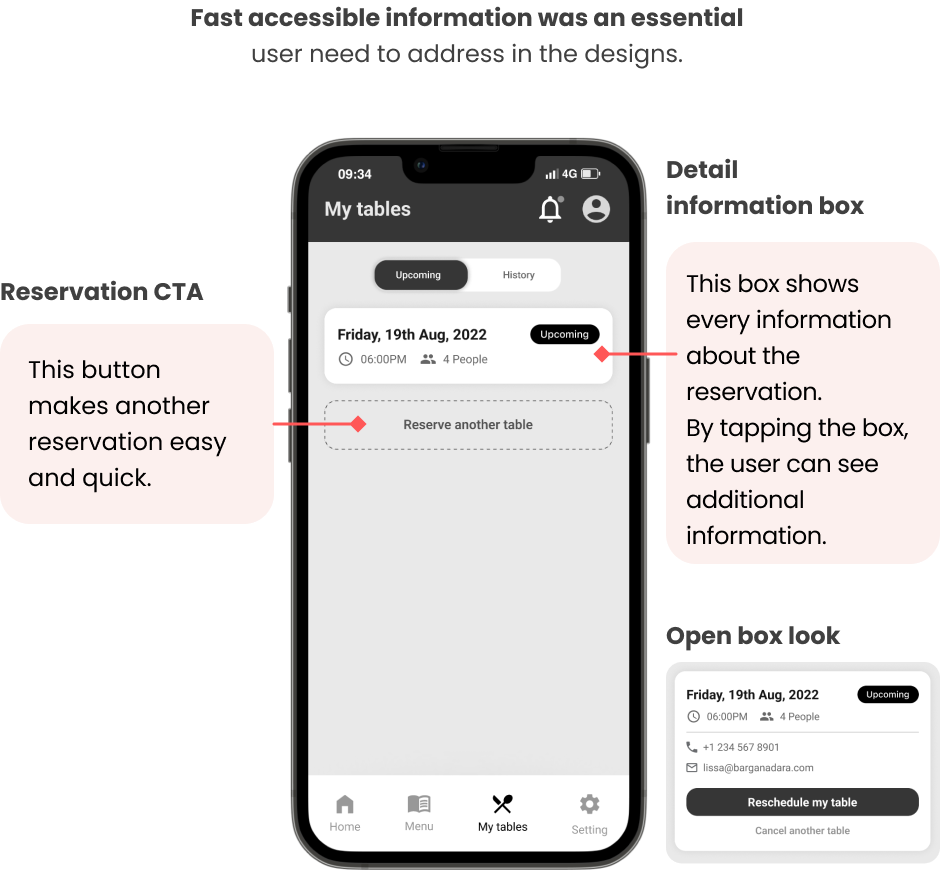 Fast accessible information was an essential
user need to address in the designs.
Reservation CTA
This button
makes another
reservation easy
and quick.
09:34
4G
My tables
Upcoming
History
Friday, 19th Aug, 2022
Upcoming
06:00PM
4 People
Reserve another table
Home
Menu
My tables
Setting
Detail
information box
This box shows
every information
about the
reservation.
By tapping the box,
the user can see
additional
information.
Open box look
Friday, 19th Aug, 2022
Upcoming
06:00PM
4 People
+1 234 567 8901
lissa@barganadara.com
Reschedule my table
Cancel another table